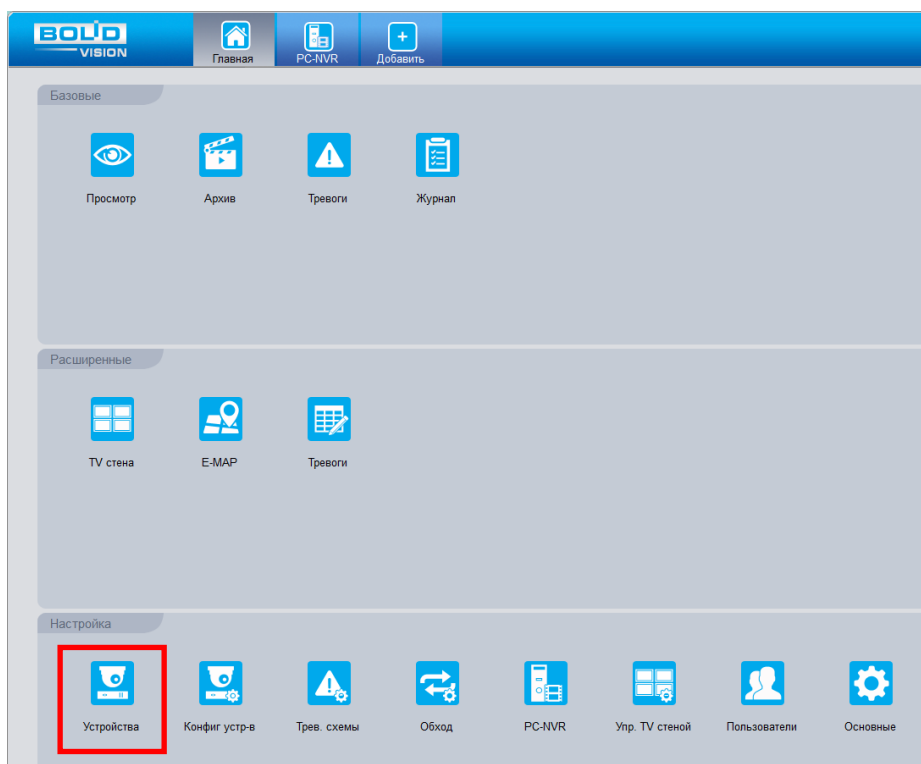 BOLID
VISION
Главная
PC-NVR
Добавить
Базовые
Просмотр
Архив
Тревоги
Журнал
Расширенные
TV стена
E-MAP
Тревоги
Настройка
Устройства
Конфиг устр-в
Трев. схемы
Обход
PC-NVR
Упр. TV стеной
Пользователи
Основные